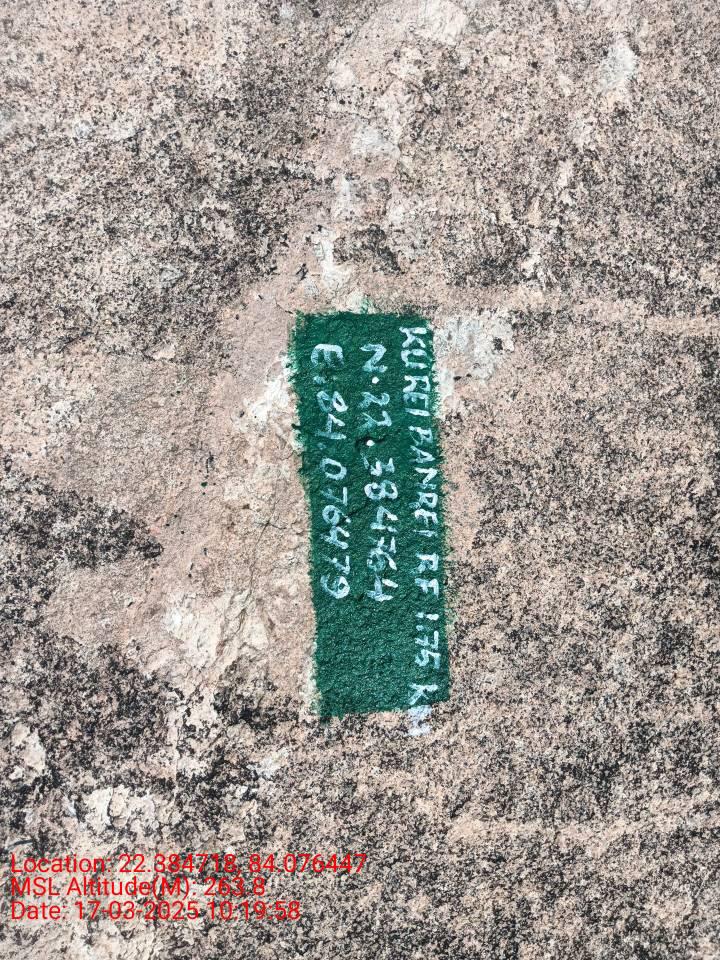 KUREI BANREI RF 1.75 KM
N.22.384764
E.84.076479
Location: 22.384718, 84.076447
MSL Altitude(M): 263.8
Date: 17-03-2025 10:19:58